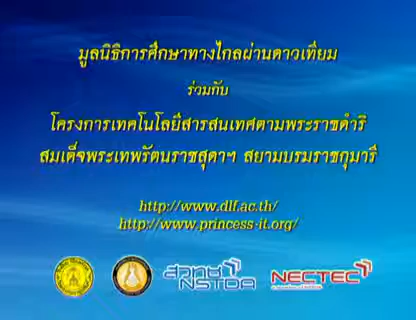 มูลนิธิการศึกษาทางไกลผ่านดาวเทียม
ร่วมกับ
โครงการเทคโนโลยีสารสนเทศตามพระราชดำริ
สมเด็จพระเทพรัตนราชสุดาฯ สยามบรมราชกุมารี
http://www.dlf.ac.th/
http://www.princess-it.org/
สวทช
NSTDA
NECTEC